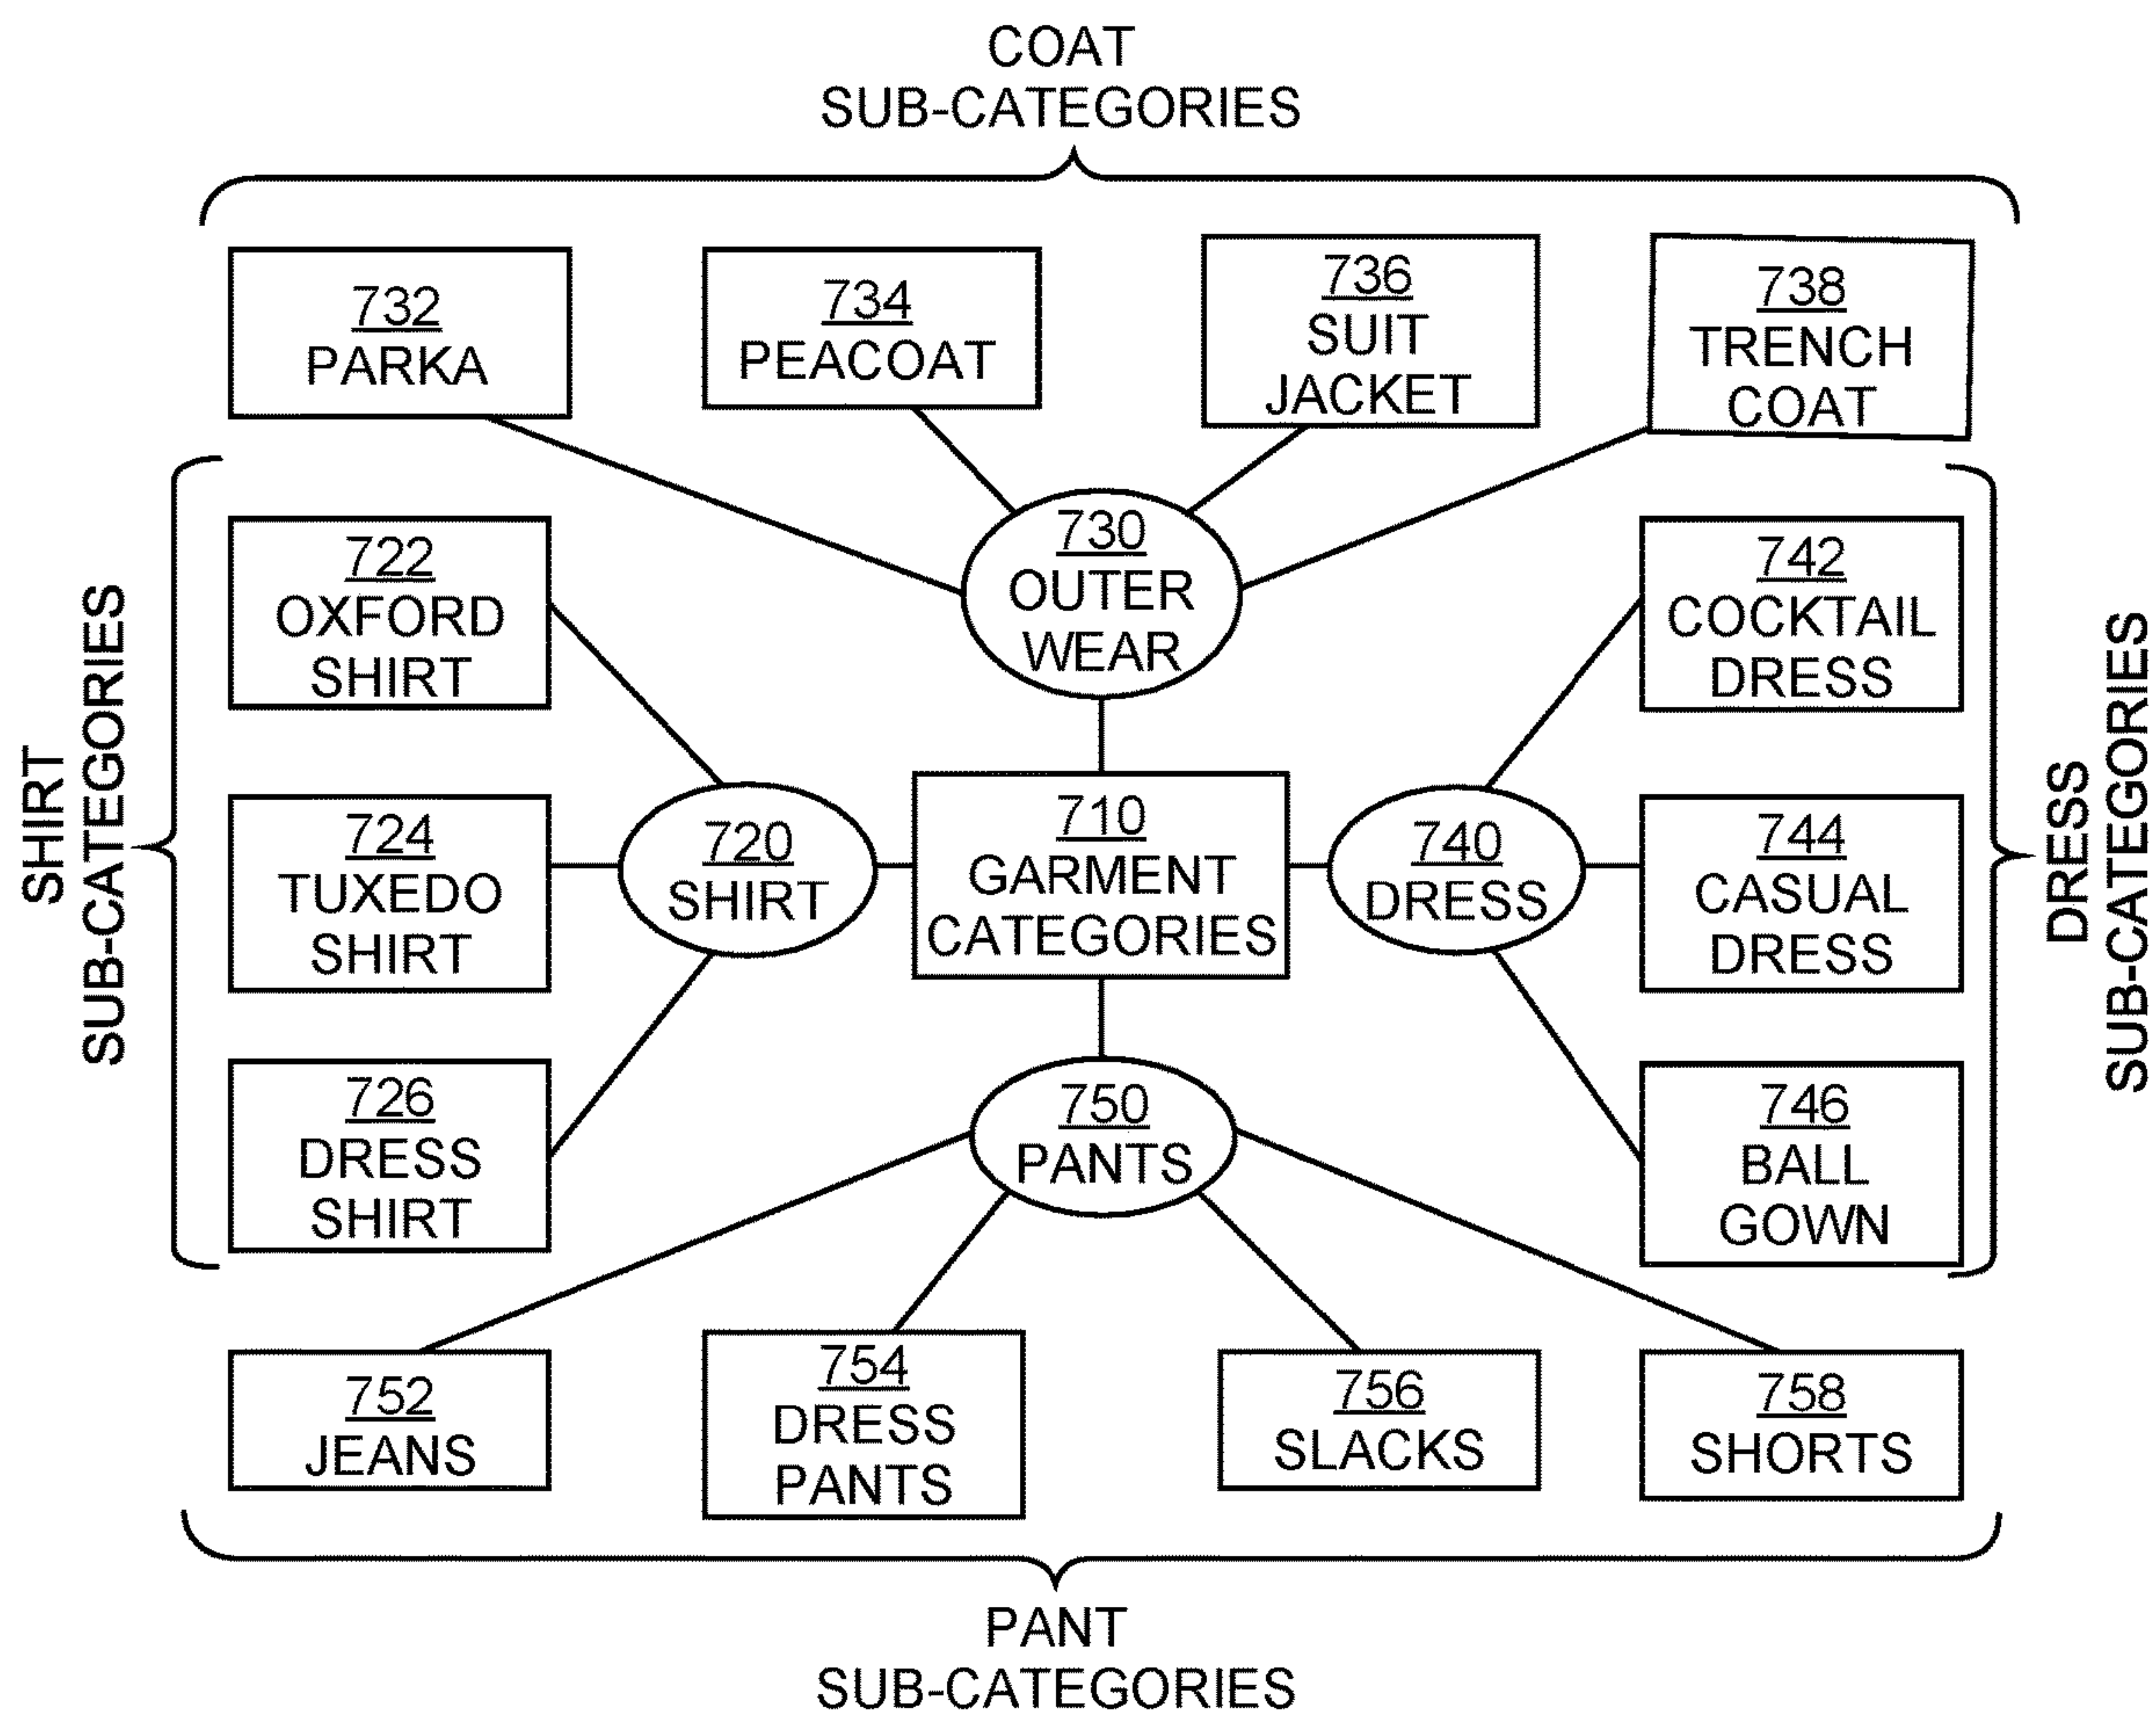 COAT
SUB-CATEGORIES
732
PARKA
734
PEACOAT
736
SUIT
JACKET
738
TRENCH
COAT
SHIRT
SUB-CATEGORIES
722
OXFORD
SHIRT
724
TUXEDO
SHIRT
726
DRESS
SHIRT
730
OUTER
WEAR
720
SHIRT
710
GARMENT
CATEGORIES
740
DRESS
750
PANTS
742
COCKTAIL
DRESS
744
CASUAL
DRESS
746
BALL
GOWN
DRESS
SUB-CATEGORIES
752
JEANS
754
DRESS
PANTS
756
SLACKS
758
SHORTS
PANT
SUB-CATEGORIES